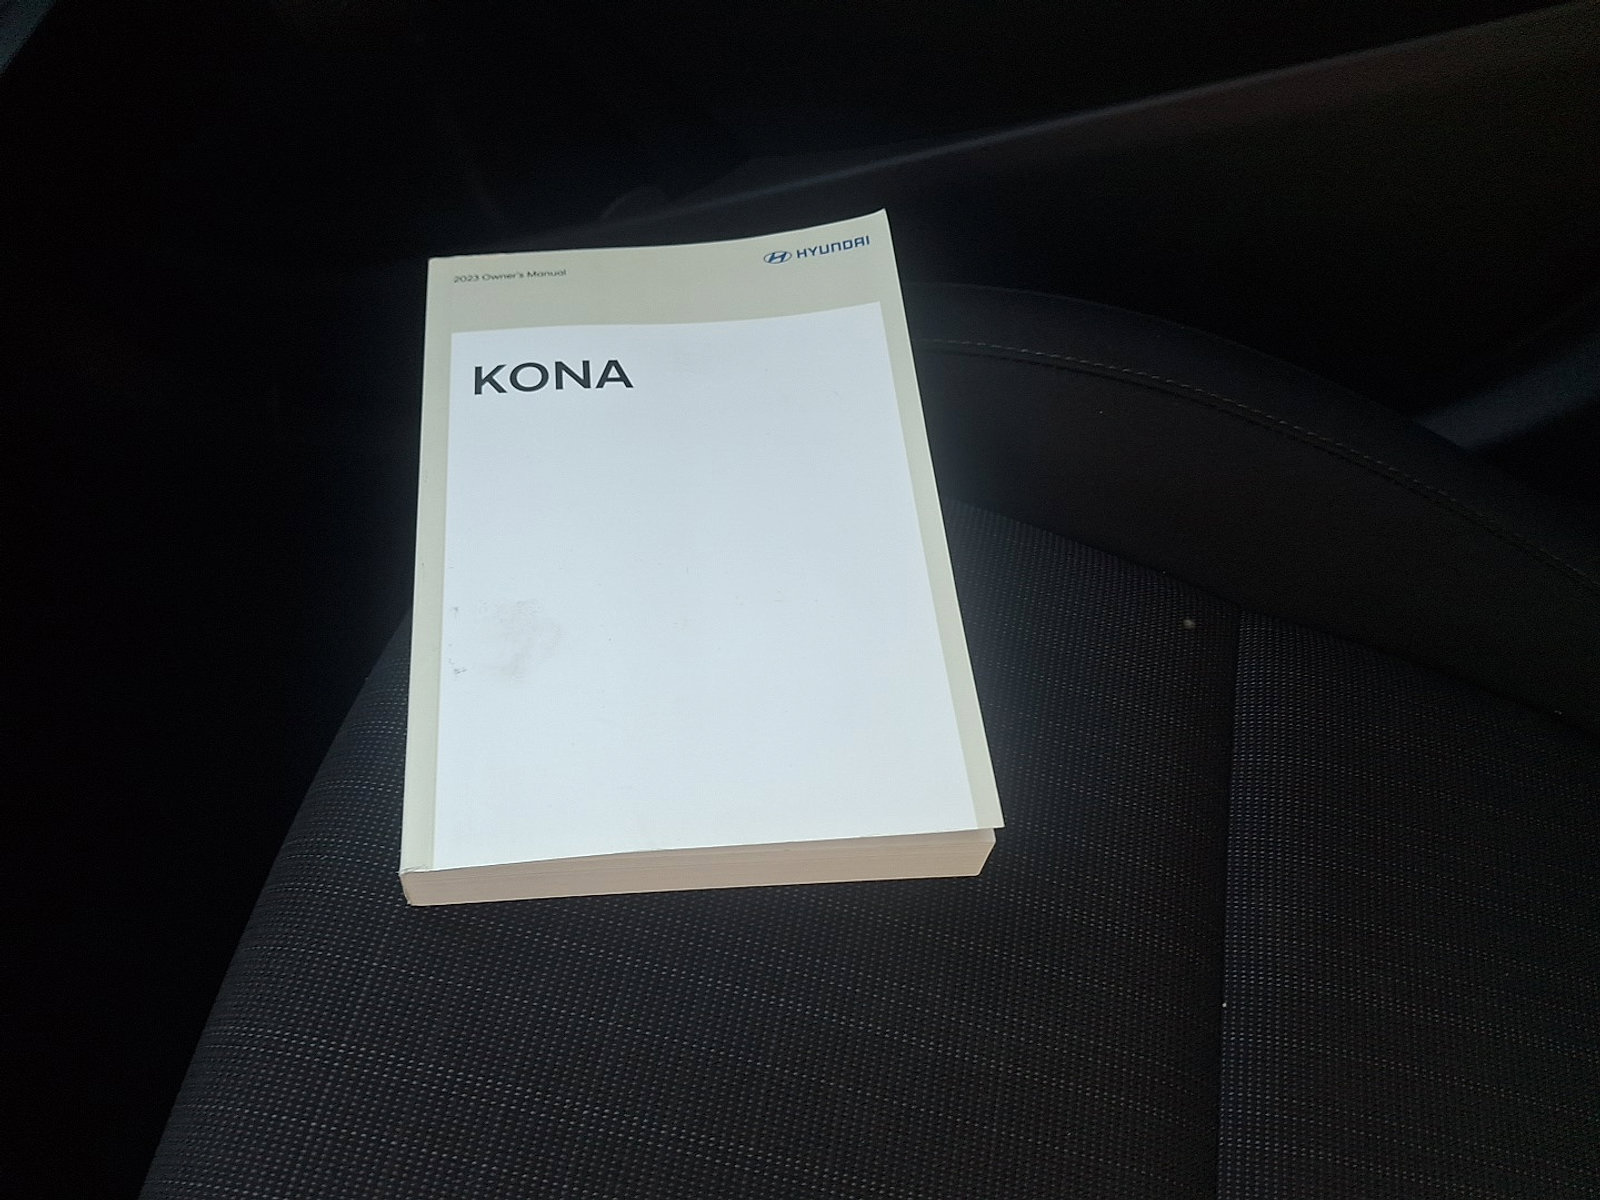 2023 Owner's Manual
HYUNDAI
KONA